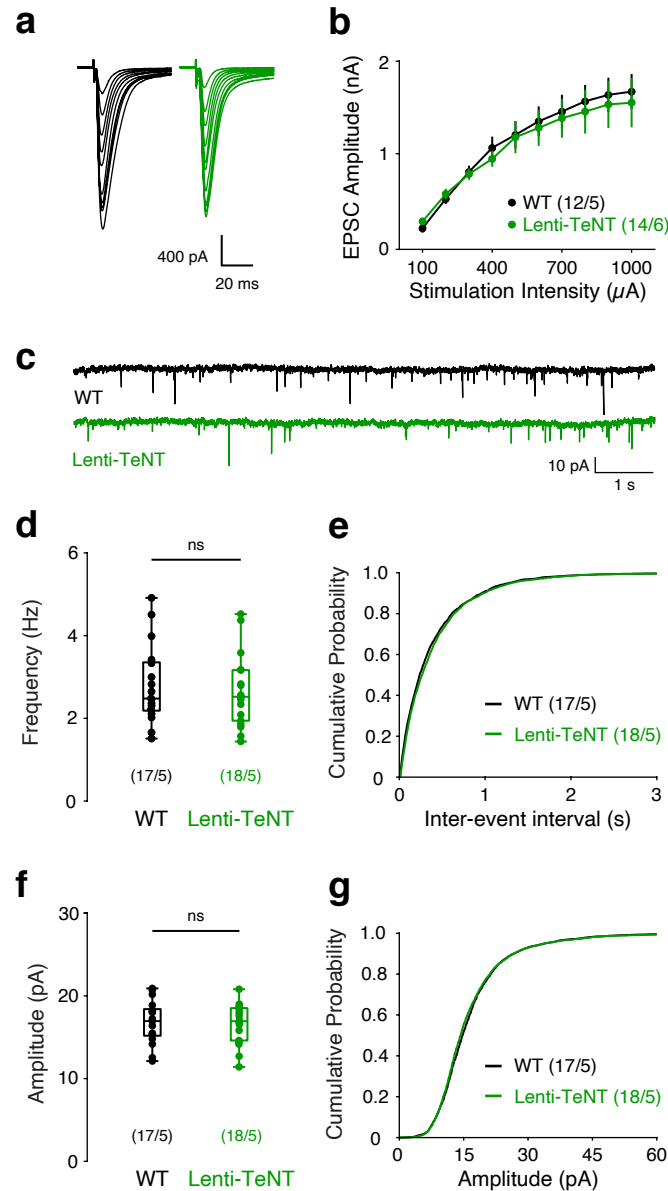 a
400 pA
20 ms
b
EPSC Amplitude (nA)
2
1
0
WT (12/5)
Lenti-TeNT (14/6)
100
400
700
1000
Stimulation Intensity (µA)
c
WT
Lenti-TeNT
10 pA
1 s
d
Frequency (Hz)
6
4
2
0
ns
(17/5)
(18/5)
WT
Lenti-TeNT
e
Cumulative Probability
1.0
0.8
0.6
0.4
0.2
0
WT (17/5)
Lenti-TeNT (18/5)
0
1
2
3
Inter-event interval (s)
f
Amplitude (pA)
30
20
10
0
ns
(17/5)
(18/5)
WT
Lenti-TeNT
g
Cumulative Probability
1.0
0.8
0.6
0.4
0.2
0
WT (17/5)
Lenti-TeNT (18/5)
0
15
30
45
60
Amplitude (pA)